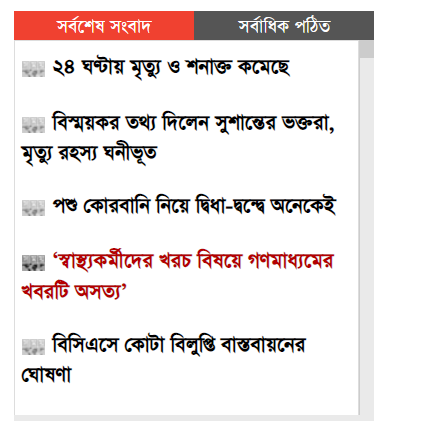 সর্বশেষ সংবাদ
সর্বাধিক পঠিত
২৪ ঘণ্টায় মৃত্যু ও শনাক্ত কমেছে
বিস্ময়কর তথ্য দিলেন সুশান্তের ভক্তরা,
মৃত্যু রহস্য ঘনীভূত
পশু কোরবানি নিয়ে দ্বিধা-দ্বন্দ্বে অনেকেই
‘স্বাস্থ্যকর্মীদের খরচ বিষয়ে গণমাধ্যমের
খবরটি অসত্য’
বিসিএসে কোটা বিলুপ্তি বাস্তবায়নের
ঘোষণা